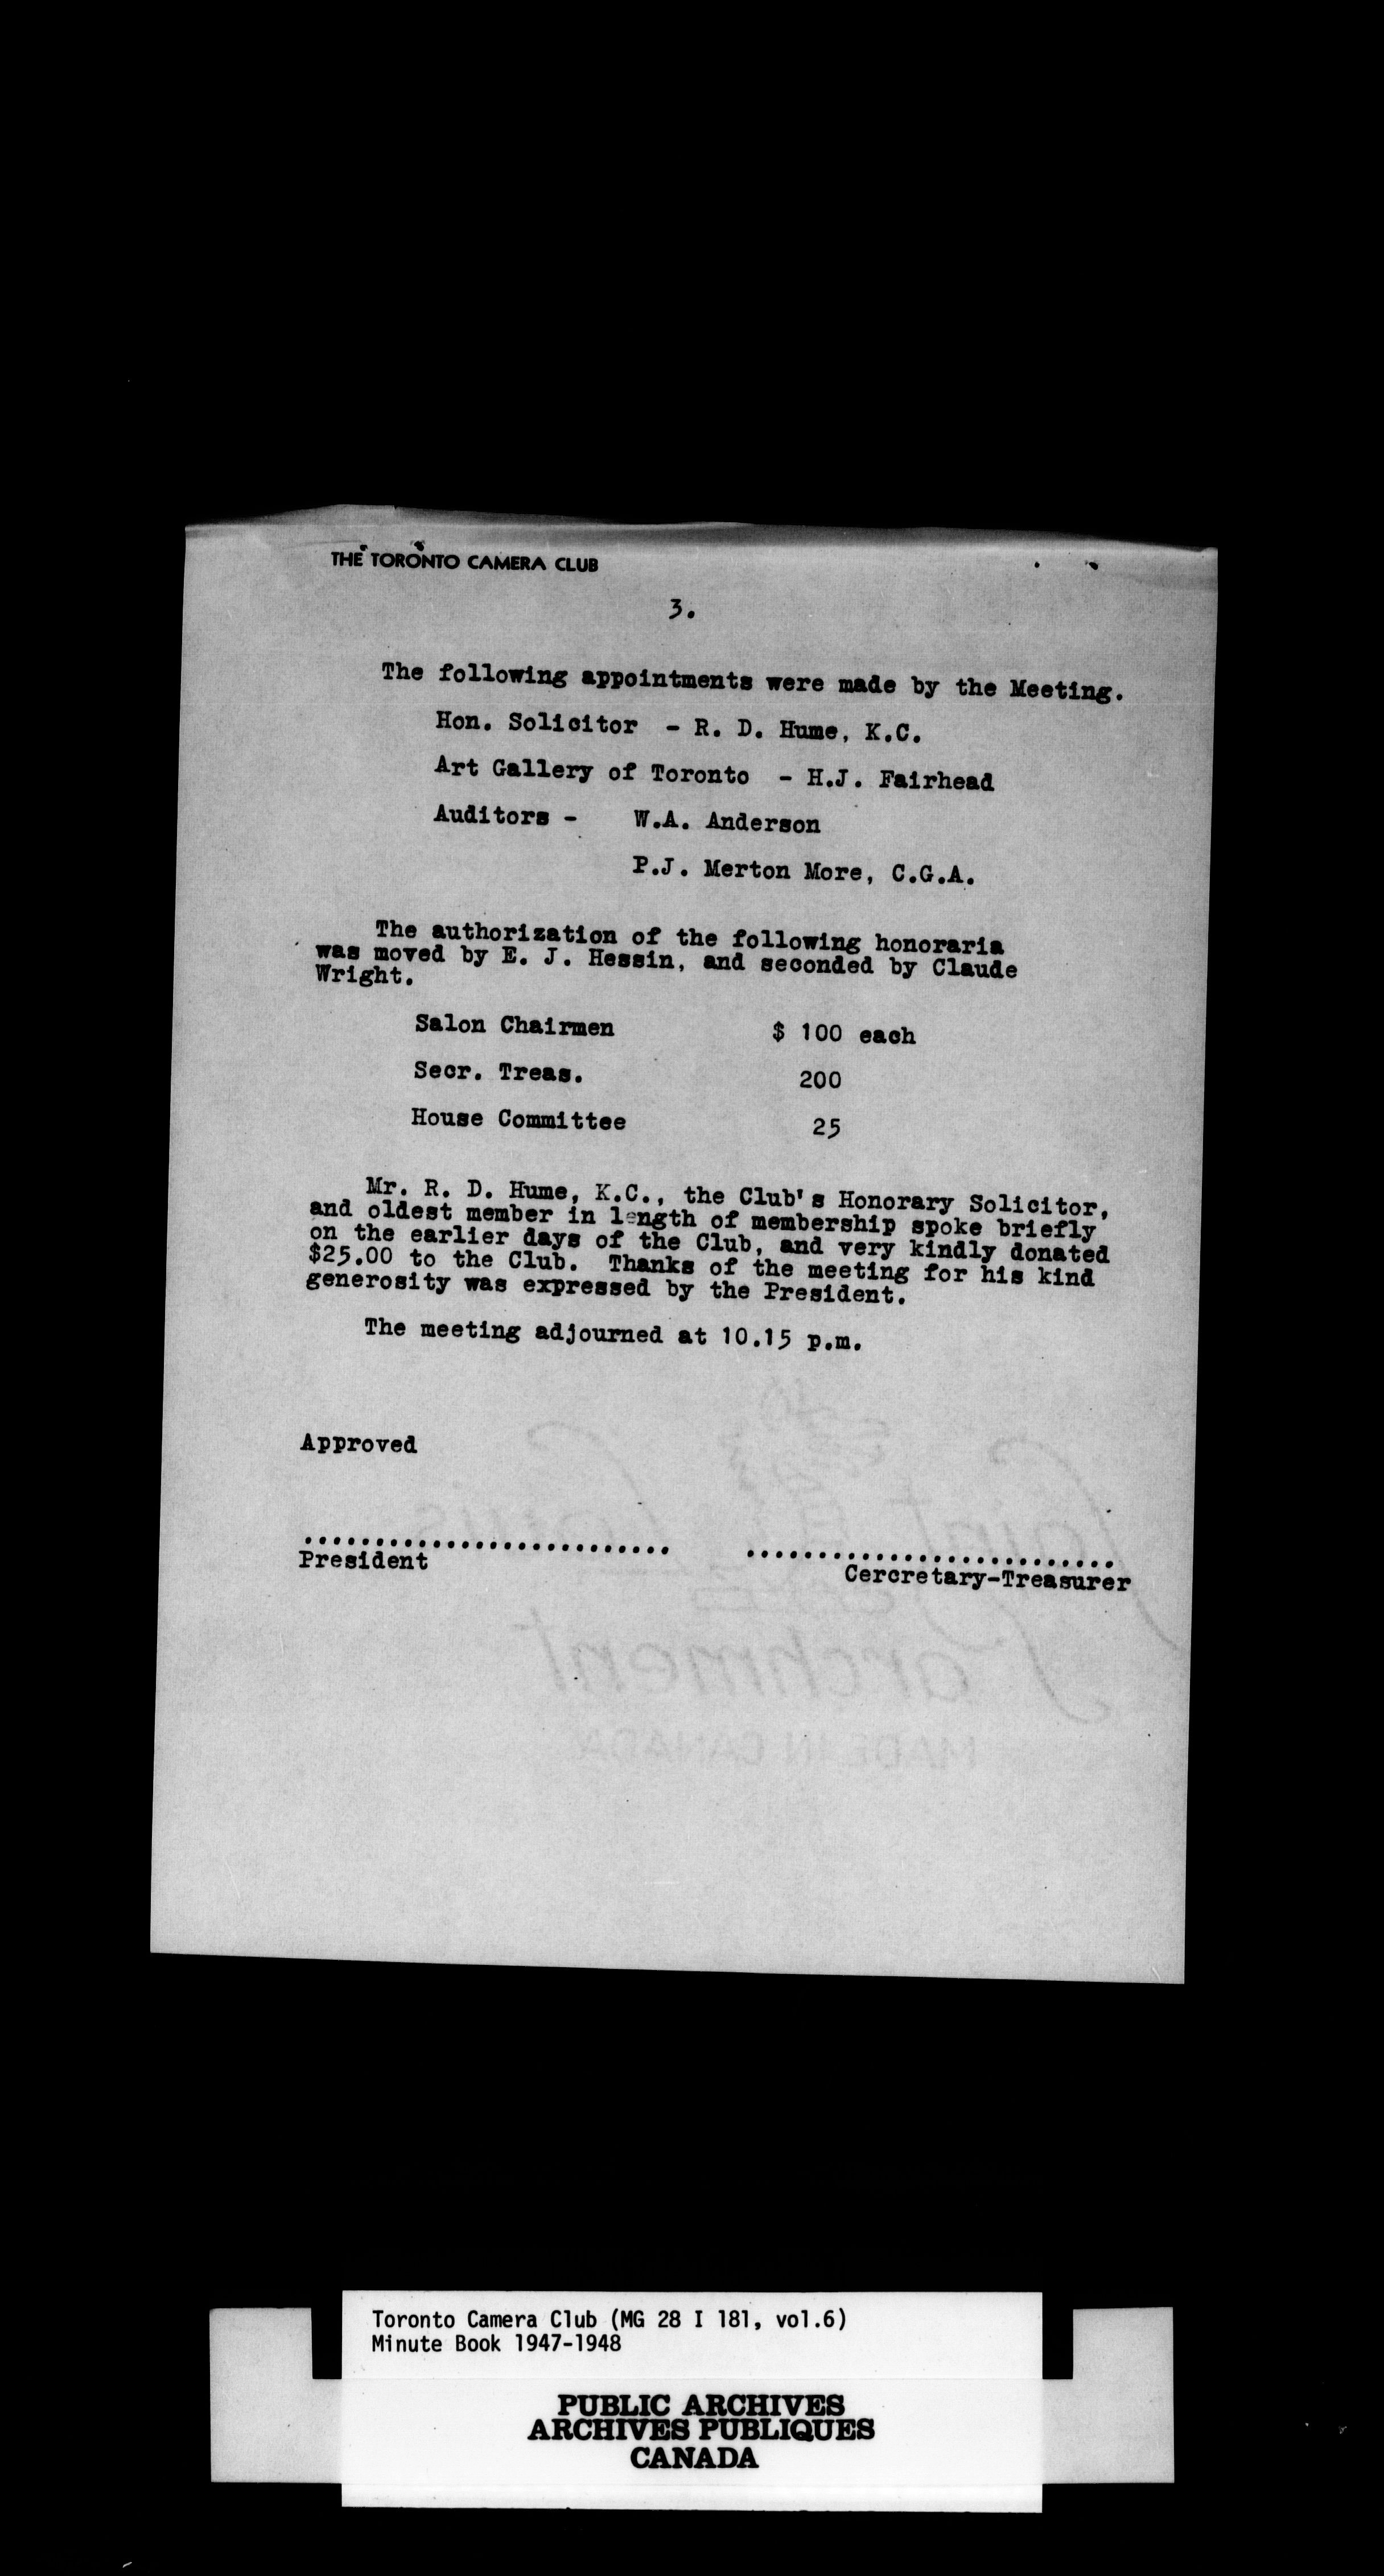 THE TORONTO CAMERA CLUB
3.
The following appointments were made by the Meeting.
Hon. Solicitor - R. D. Hume, K.C.
Art Gallery of Toronto - H.J. Fairhead
Auditors - W.A. Anderson
P.J. Merton More, C.G.A.
The authorization of the following honoraria
was moved by E. J. Hessin, and seconded by Claude
Wright.
Salon Chairmen $ 100 each
Secr. Treas. 200
House Committee 25
Mr. R. D. Hume, K.C., the Club's Honorary Solicitor,
and oldest member in length of membership spoke briefly
on the earlier days of the Club, and very kindly donated
$25.00 to the Club. Thanks of the meeting for his kind
generosity was expressed by the President.
The meeting adjourned at 10.15 p.m.
Approved
.......................... ..........................
President Cercretary-Treasurer
Parchment
MADE IN CANADA
Toronto Camera Club (MG 28 I 181, vol.6)
Minute Book 1947-1948
PUBLIC ARCHIVES
ARCHIVES PUBLIQUES
CANADA